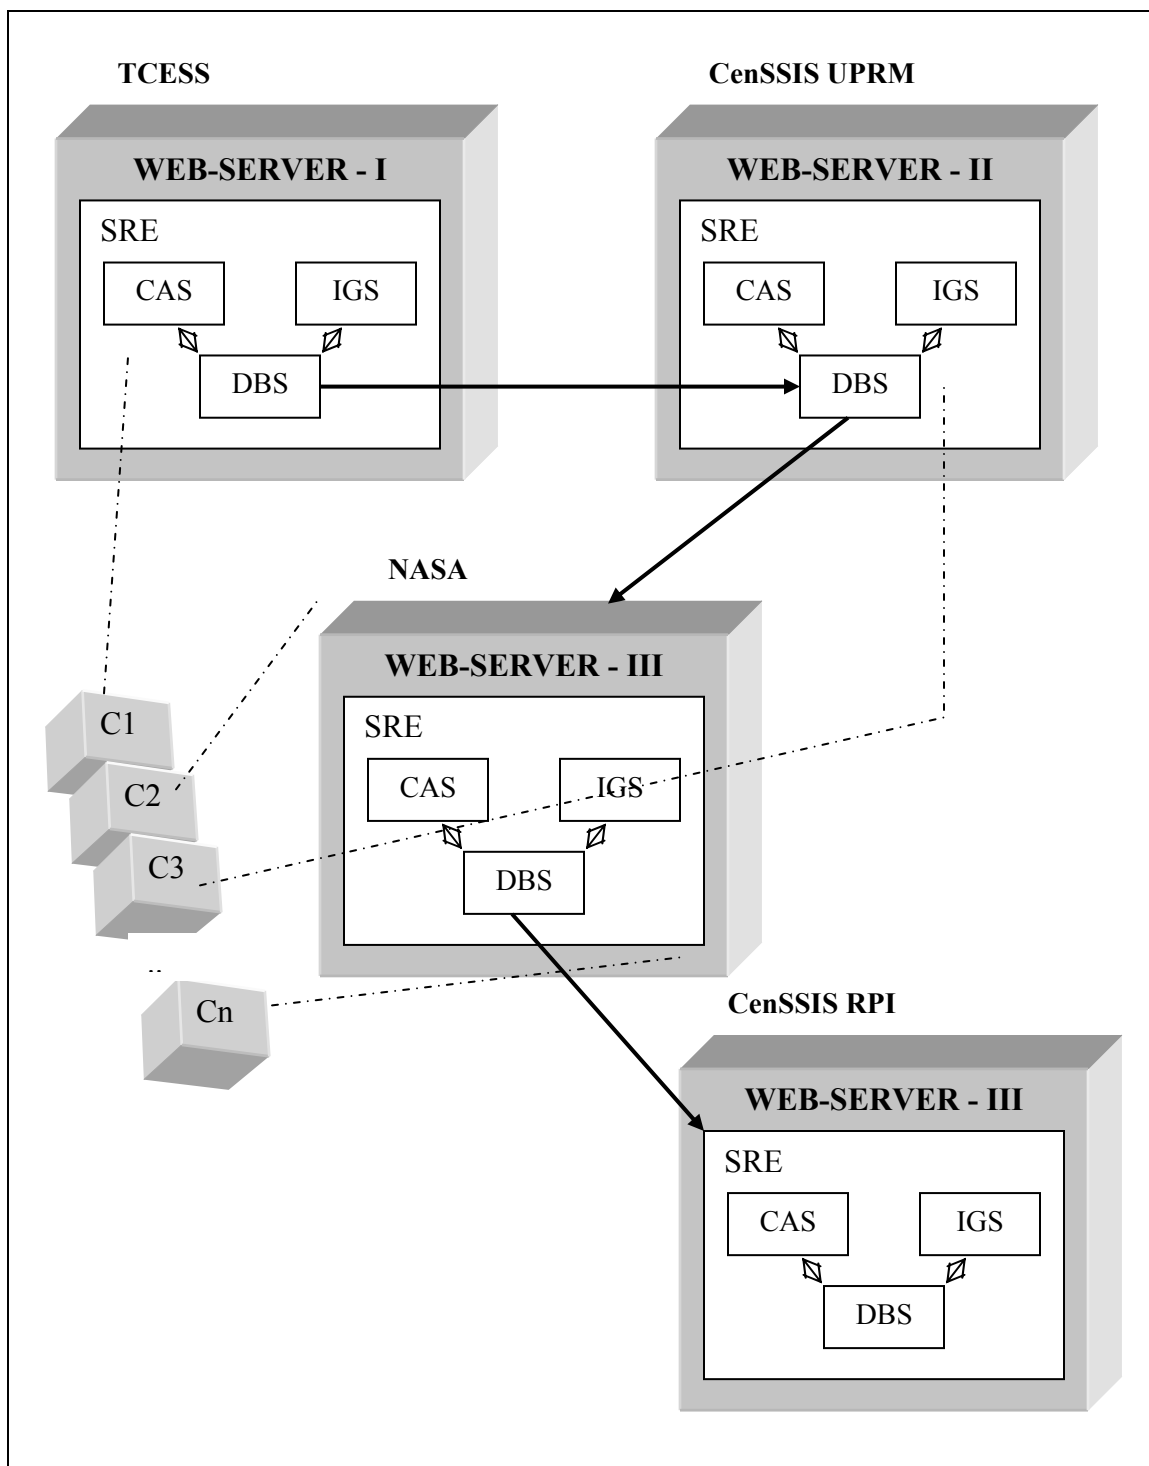 TCESS
CenSSIS UPRM
WEB-SERVER - I
SRE
CAS
IGS
DBS
WEB-SERVER - II
SRE
CAS
IGS
DBS
NASA
WEB-SERVER - III
SRE
CAS
IGS
DBS
C1
C2
C3
..
Cn
CenSSIS RPI
WEB-SERVER - III
SRE
CAS
IGS
DBS